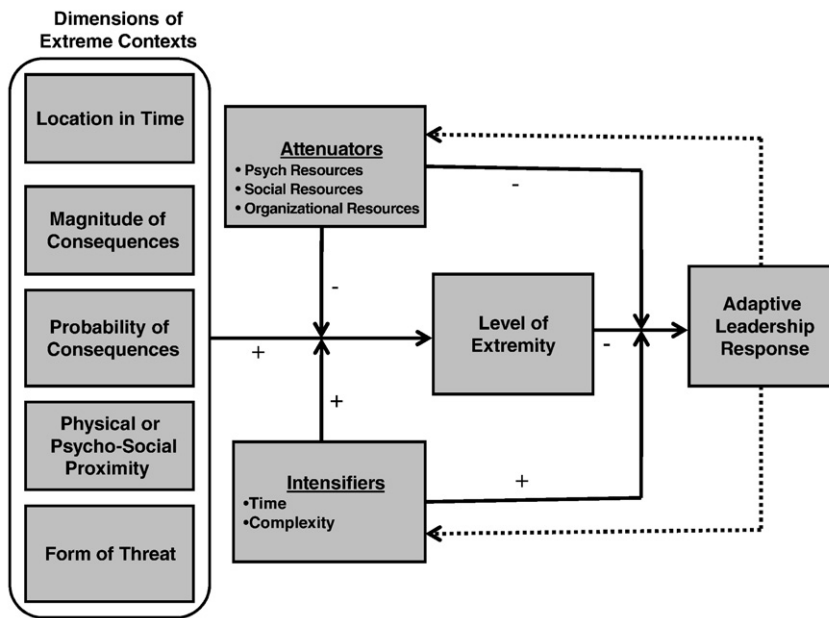 Dimensions of
Extreme Contexts
Location in Time
Magnitude of
Consequences
Probability of
Consequences
Physical or
Psycho-Social
Proximity
Form of Threat
Attenuators
• Psych Resources
• Social Resources
• Organizational Resources
-
-
+
+
Level of
Extremity
-
Adaptive
Leadership
Response
Intensifiers
•Time
•Complexity
+